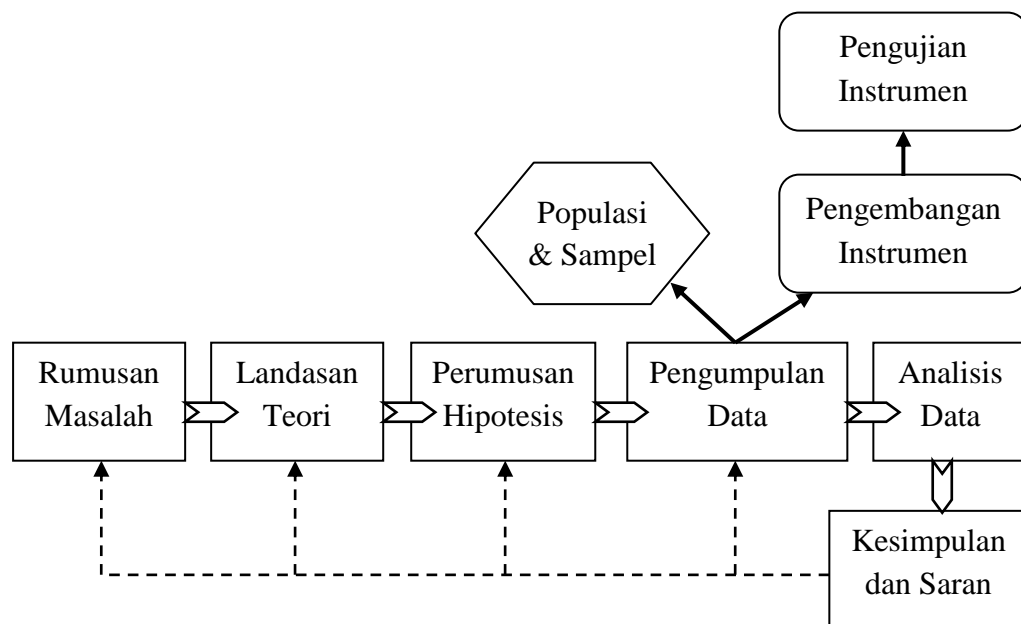 Pengujian
Instrumen
Populasi
& Sampel
Pengembangan
Instrumen
Rumusan
Masalah
Landasan
Teori
Perumusan
Hipotesis
Pengumpulan
Data
Analisis
Data
Kesimpulan
dan Saran